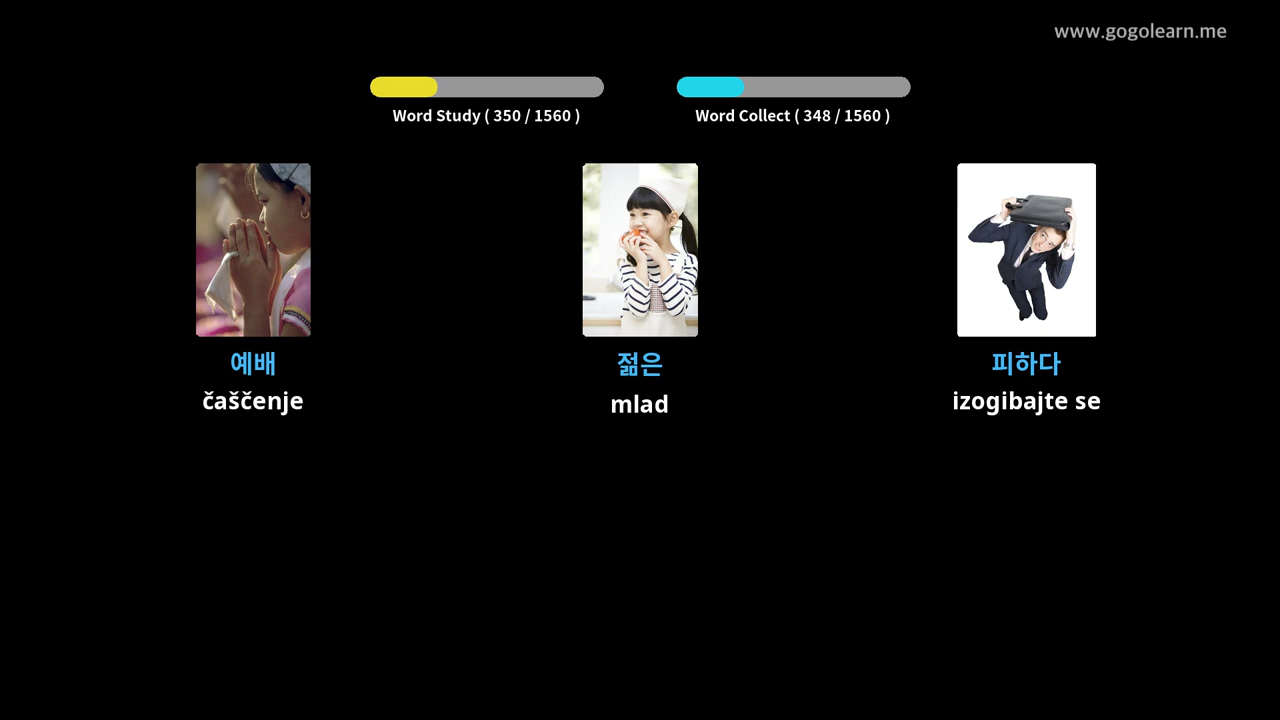 www.gogolearn.me
Word Study ( 350 / 1560 )
Word Collect ( 348 / 1560 )
예배
젊은
피하다
čaščenje
mlad
izogibajte se